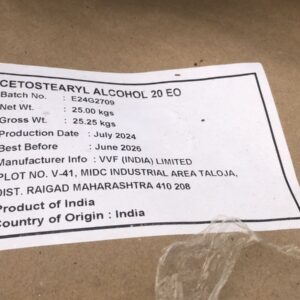 CETOSTEARYL ALCOHOL 20 EO
Batch No. : E24G2709
Net Wt. : 25.00 kgs
Gross Wt. : 25.25 kgs
Production Date : July 2024
Best Before : June 2026
Manufacturer Info : VVF (INDIA) LIMITED
PLOT NO. V-41, MIDC INDUSTRIAL AREA TALOJA,
DIST. RAIGAD MAHARASHTRA 410 208
Product of India
Country of Origin : India